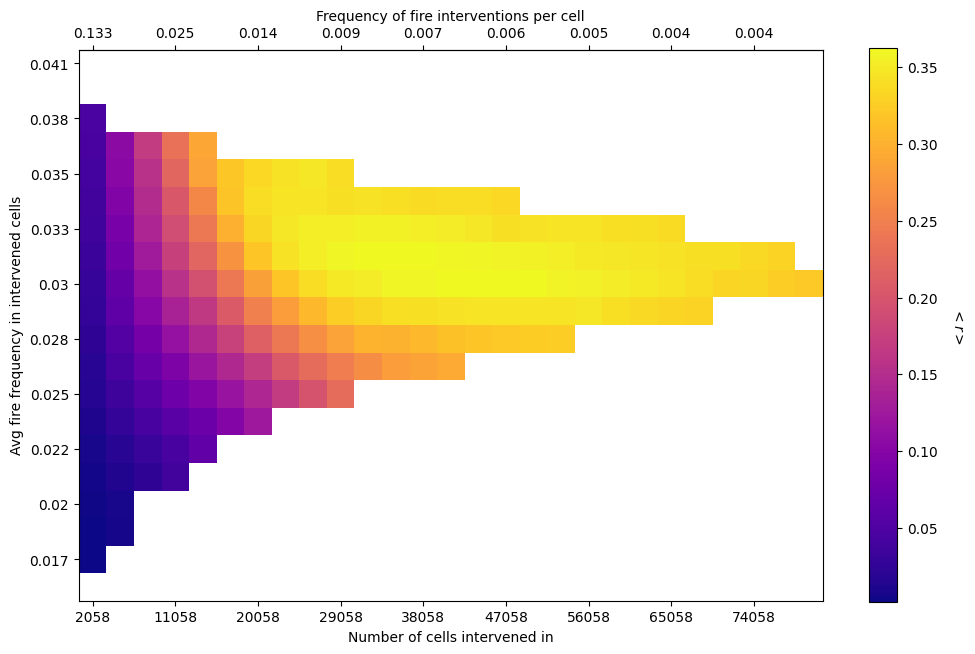 Frequency of fire interventions per cell
0.133 0.025 0.014 0.009 0.007 0.006 0.005 0.004 0.004
Avg fire frequency in intervened cells
0.041
0.038
0.035
0.033
0.03
0.028
0.025
0.022
0.02
0.017
2058 11058 20058 29058 38058 47058 56058 65058 74058
Number of cells intervened in
0.35
0.30
0.25
0.20
0.15
0.10
0.05
<r>